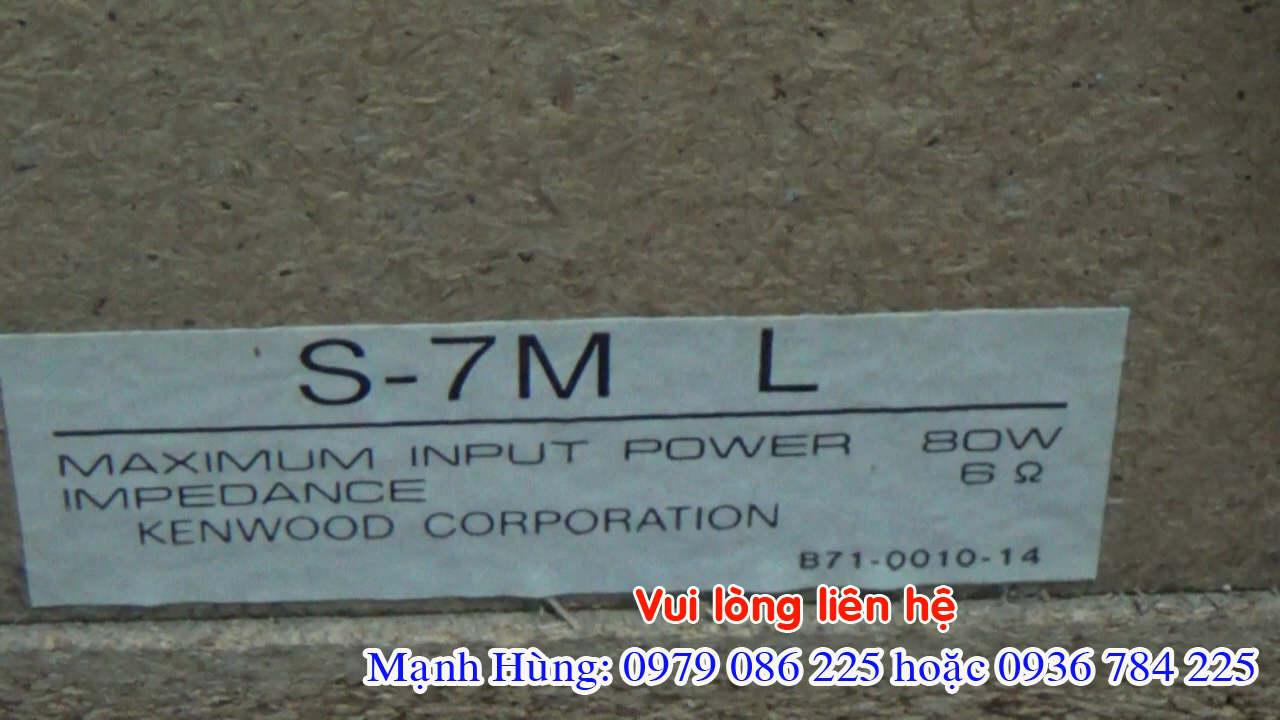 S-7M L
MAXIMUM INPUT POWER 80W
IMPEDANCE 6 Ω
KENWOOD CORPORATION
B71-0010-14
Vui lòng liên hệ
Mạnh Hùng: 0979 086 225 hoặc 0936 784 225